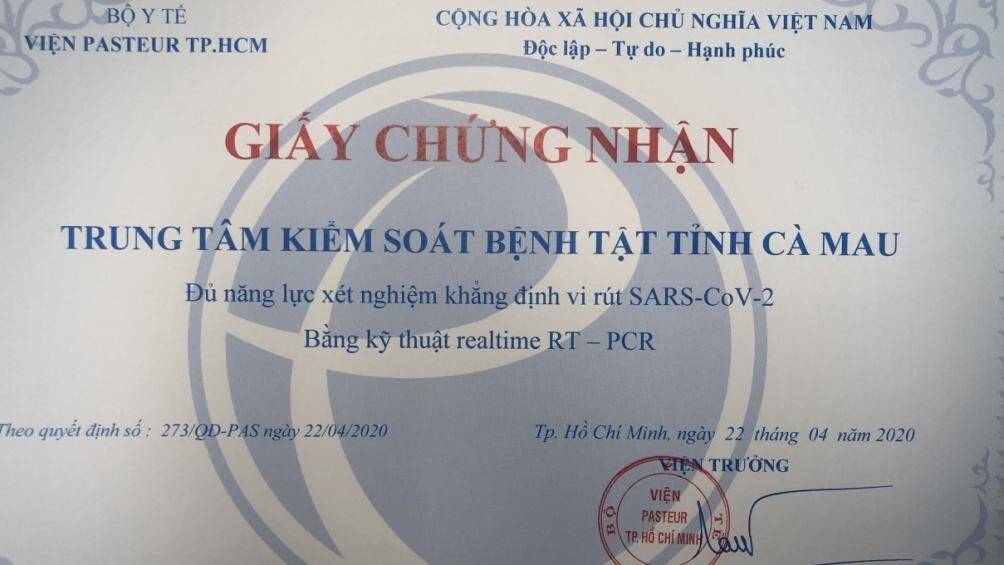 BỘ Y TẾ
VIỆN PASTEUR TP.HCM
CỘNG HÒA XÃ HỘI CHỦ NGHĨA VIỆT NAM
Độc lập – Tự do – Hạnh phúc
GIẤY CHỨNG NHẬN
TRUNG TÂM KIỂM SOÁT BỆNH TẬT TỈNH CÀ MAU
Đủ năng lực xét nghiệm khẳng định vi rút SARS-CoV-2
Bằng kỹ thuật realtime RT – PCR
Theo quyết định số : 273/QĐ-PAS ngày 22/04/2020
Tp. Hồ Chí Minh, ngày 22 tháng 04 năm 2020
VIỆN TRƯỞNG
BỘ
VIỆN
PASTEUR
TP. HỒ CHÍ MINH
TẾ